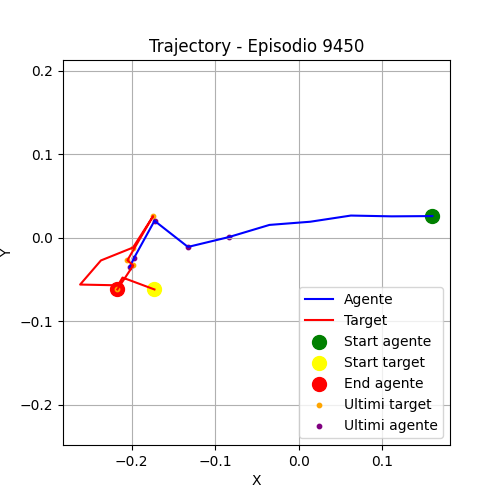 Trajectory - Episodio 9450
0.2
0.1
0.0
−0.1
−0.2
Y
−0.2
−0.1
0.0
0.1
X
Agente
Target
Start agente
Start target
End agente
Ultimi target
Ultimi agente